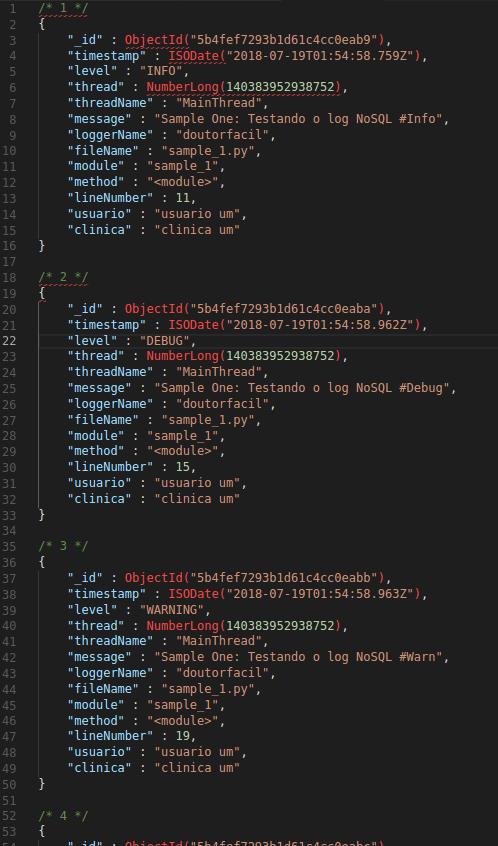 1 /* 1 */
2 {
3 "_id" : ObjectId("5b4fef7293b1d61c4cc0eab9"),
4 "timestamp" : ISODate("2018-07-19T01:54:58.759Z"),
5 "level" : "INFO",
6 "thread" : NumberLong(140383952938752),
7 "threadName" : "MainThread",
8 "message" : "Sample One: Testando o log NoSQL #Info",
9 "loggerName" : "doutorfacil",
10 "fileName" : "sample_1.py",
11 "module" : "sample_1",
12 "method" : "<module>",
13 "lineNumber" : 11,
14 "usuario" : "usuario um",
15 "clinica" : "clinica um"
16 }
17
18 /* 2 */
19 {
20 "_id" : ObjectId("5b4fef7293b1d61c4cc0eaba"),
21 "timestamp" : ISODate("2018-07-19T01:54:58.962Z"),
22 "level" : "DEBUG",
23 "thread" : NumberLong(140383952938752),
24 "threadName" : "MainThread",
25 "message" : "Sample One: Testando o log NoSQL #Debug",
26 "loggerName" : "doutorfacil",
27 "fileName" : "sample_1.py",
28 "module" : "sample_1",
29 "method" : "<module>",
30 "lineNumber" : 15,
31 "usuario" : "usuario um",
32 "clinica" : "clinica um"
33 }
34
35 /* 3 */
36 {
37 "_id" : ObjectId("5b4fef7293b1d61c4cc0eabb"),
38 "timestamp" : ISODate("2018-07-19T01:54:58.963Z"),
39 "level" : "WARNING",
40 "thread" : NumberLong(140383952938752),
41 "threadName" : "MainThread",
42 "message" : "Sample One: Testando o log NoSQL #Warn",
43 "loggerName" : "doutorfacil",
44 "fileName" : "sample_1.py",
45 "module" : "sample_1",
46 "method" : "<module>",
47 "lineNumber" : 19,
48 "usuario" : "usuario um",
49 "clinica" : "clinica um"
50 }
51
52 /* 4 */
53 {